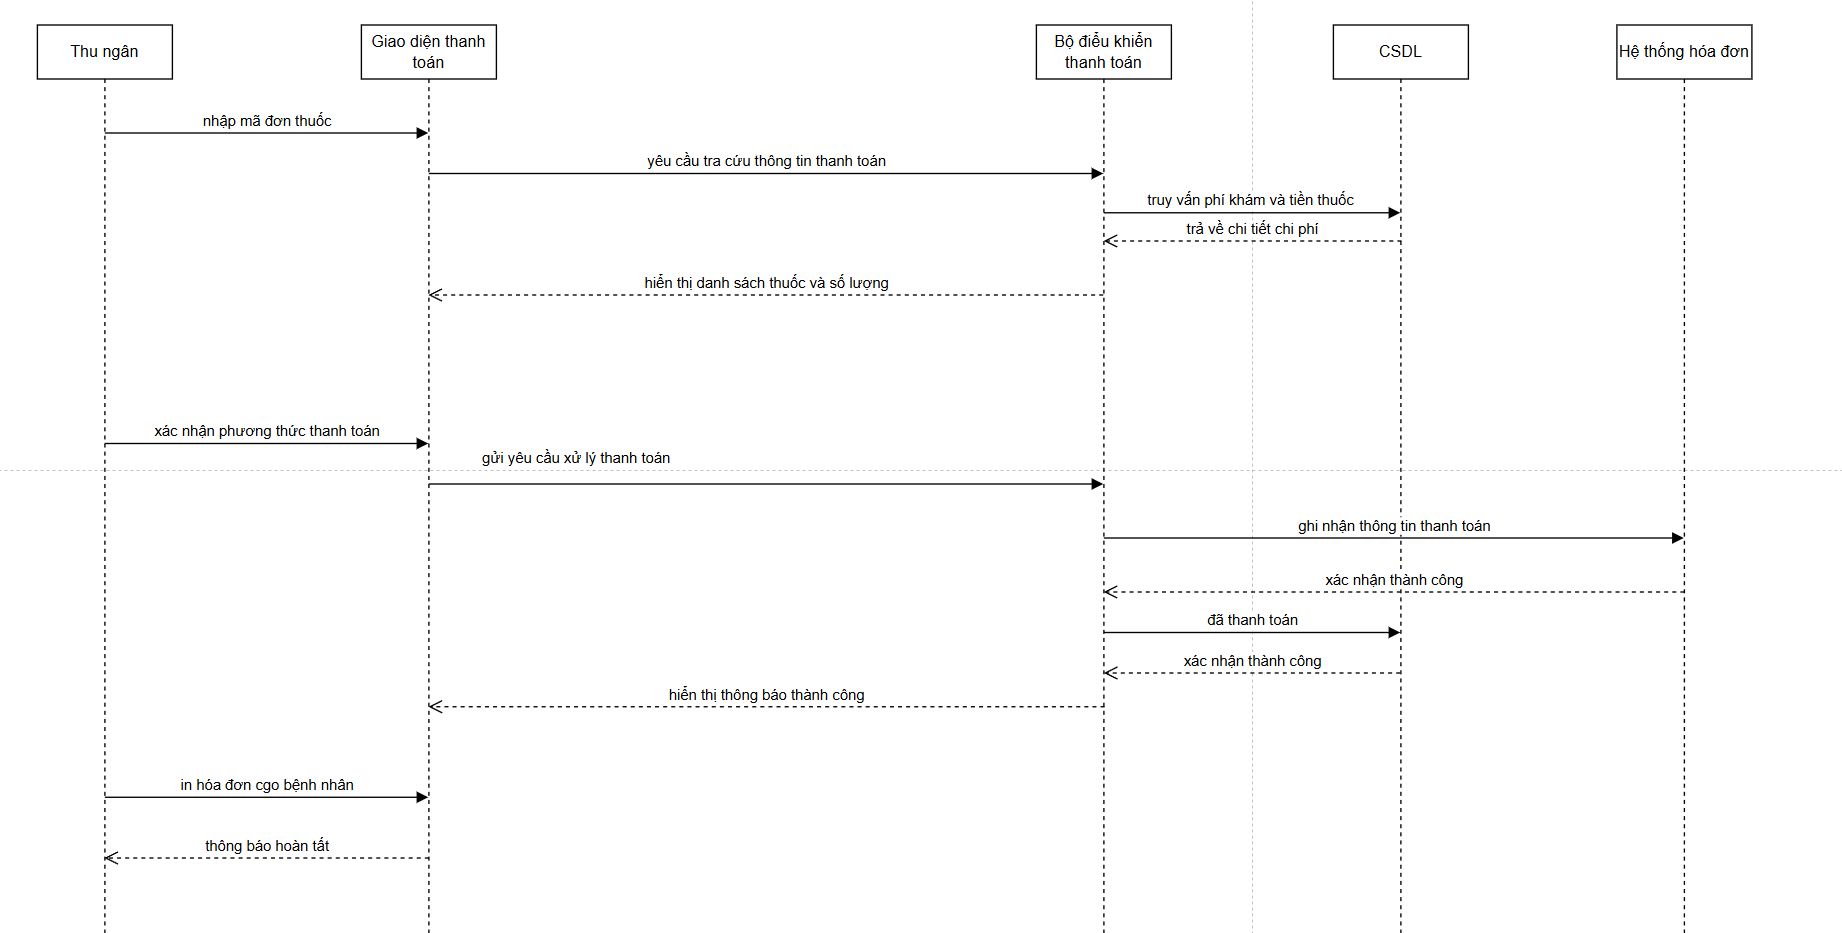 Thu ngân
Giao diện thanh
toán
Bộ điểu khiển
thanh toán
CSDL
Hệ thống hóa đơn
nhập mã đơn thuốc
yêu cầu tra cứu thông tin thanh toán
truy vấn phí khám và tiền thuốc
trả về chi tiết chi phí
hiển thị danh sách thuốc và số lượng
xác nhận phương thức thanh toán
gửi yêu cầu xử lý thanh toán
ghi nhận thông tin thanh toán
xác nhận thành công
đã thanh toán
xác nhận thành công
hiển thị thông báo thành công
in hóa đơn cgo bệnh nhân
thông báo hoàn tất